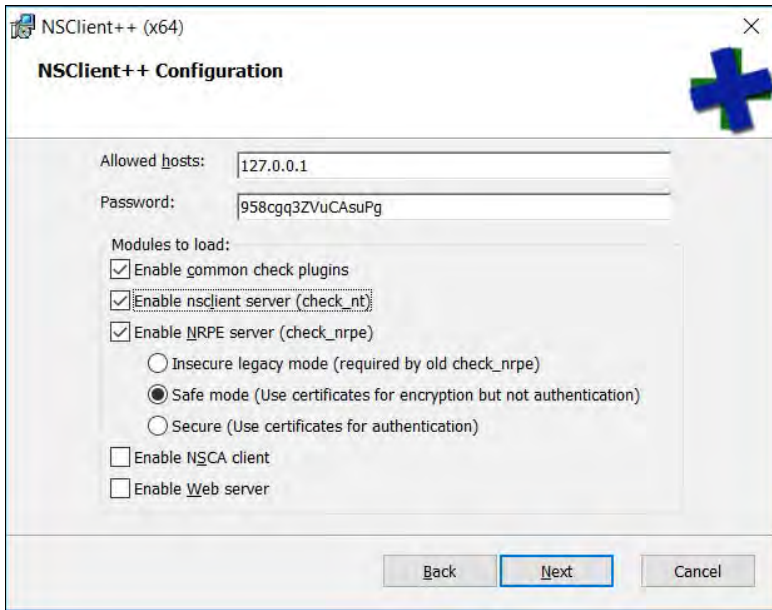 NSClient++ (x64)
NSClient++ Configuration
Allowed hosts: 127.0.0.1
Password: 958cgq3ZVuCAsuPg
Modules to load:
Enable common check plugins
Enable nsclient server (check_nt)
Enable NRPE server (check_nrpe)
Insecure legacy mode (required by old check_nrpe)
Safe mode (Use certificates for encryption but not authentication)
Secure (Use certificates for authentication)
Enable NSCA client
Enable Web server
Back Next Cancel